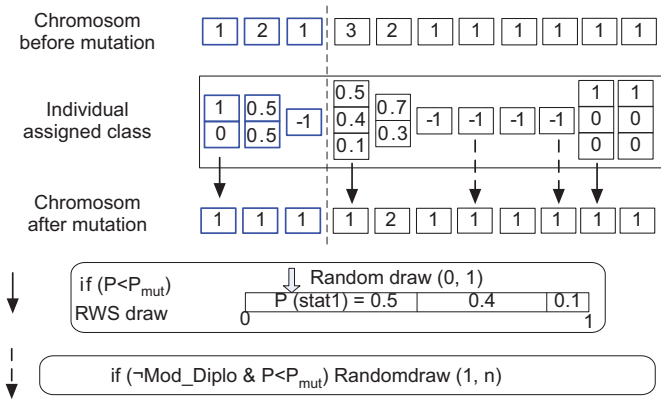 Chromosom before mutation
1 2 1 3 2 1 1 1 1 1 1
Individual assigned class
1 0.5 -1 0.5 0.7 -1 -1 -1 -1 1 1
0 0.5 0.4 0.3 0 0
0.1 0 0
Chromosom after mutation
1 1 1 1 2 1 1 1 1 1 1
if (P<Pmut) Random draw (0, 1)
RWS draw P (stat1) = 0.5 0.4 0.1
0 1
if (¬Mod_Diplo & P<Pmut) Randomdraw (1, n)